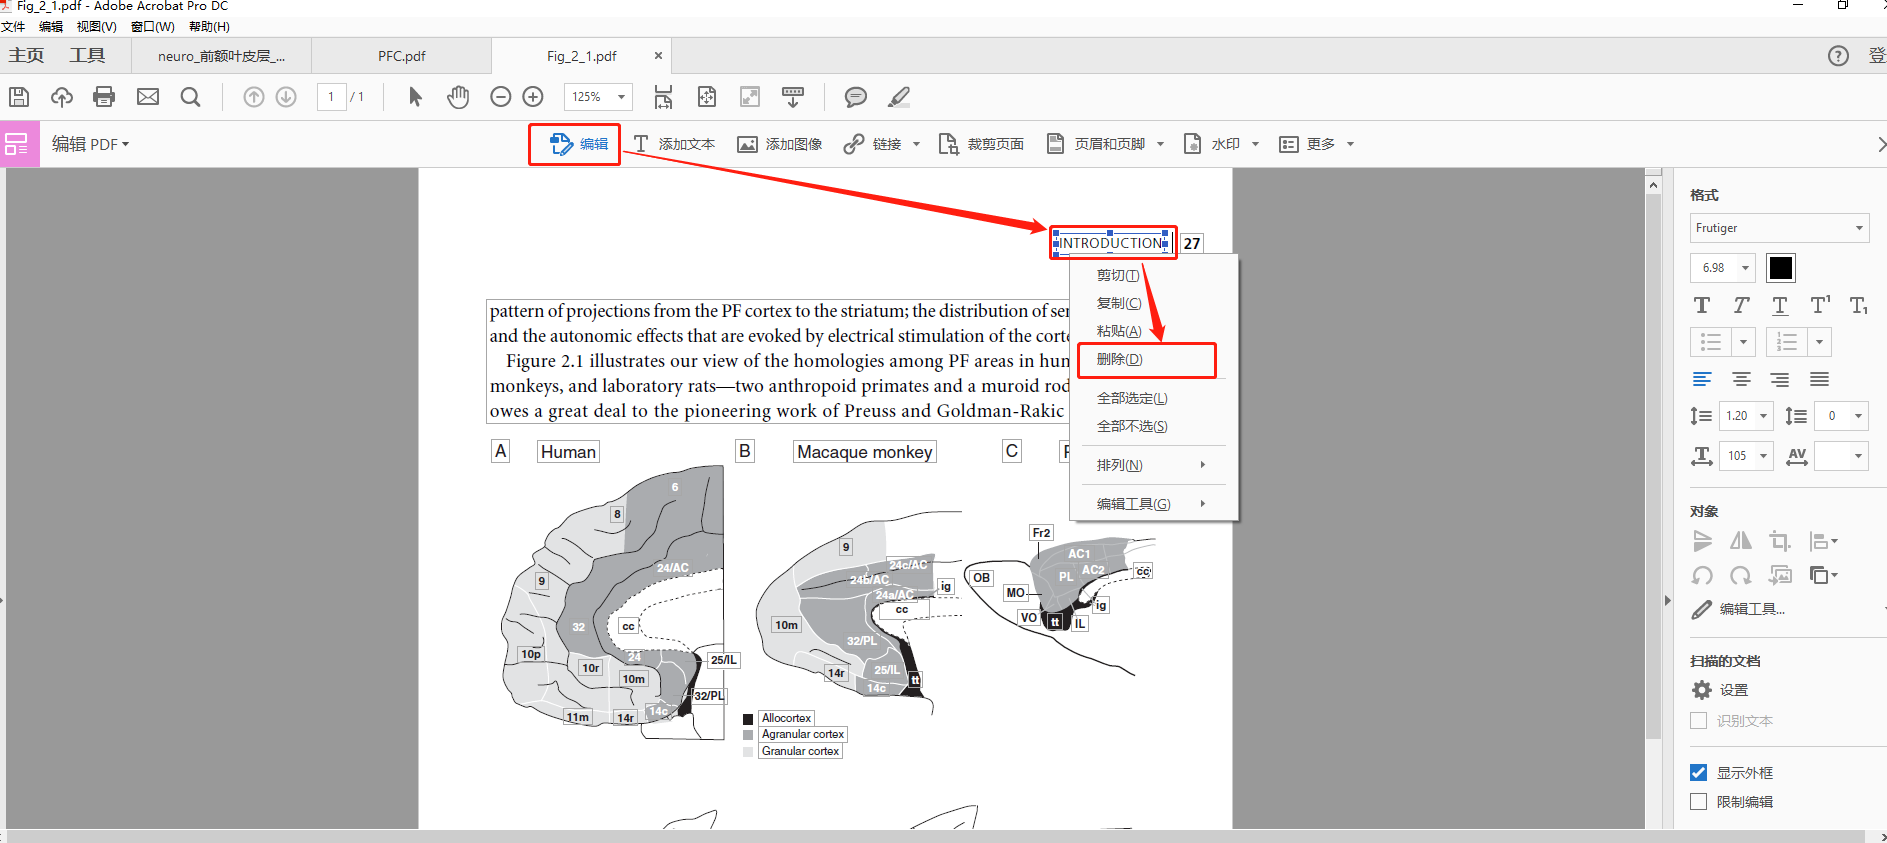 Fig_2_1.pdf - Adobe Acrobat Pro DC
文件 编辑 视图(V) 窗口(W) 帮助(H)
主页 工具 neuro_前额叶皮层_... PFC.pdf Fig_2_1.pdf ×
1 / 1 125%
编辑 PDF 编辑 添加文本 添加图像 链接 裁剪页面 页眉和页脚 水印 更多
INTRODUCTION 27
剪切(T)
复制(C)
粘贴(A)
删除(D)
全部选定(L)
全部不选(S)
排列(N)
编辑工具(G)
pattern of projections from the PF cortex to the striatum; the distribution of
and the autonomic effects that are evoked by electrical stimulation of the
Figure 2.1 illustrates our view of the homologies among PF areas in
monkeys, and laboratory rats—two anthropoid primates and a muroid
owes a great deal to the pioneering work of Preuss and Goldman-Rakic
A Human B Macaque monkey C
6
8
24/AC
9
32
cc
10p
10r
24
10m
25/IL
32/PL
11m
14r
14c
9
24c/AC
24b/AC
24a/AC
ig
cc
10m
32/PL
14r
25/IL
14c
tt
Fr2
AC1
AC2
cc
OB
PL
MO
ig
VO
tt
IL
Allocortex
Agranular cortex
Granular cortex
格式
Frutiger
6.98
1.20 0
105 AV
对象
编辑工具...
扫描的文档
设置
识别文本
显示外框
限制编辑